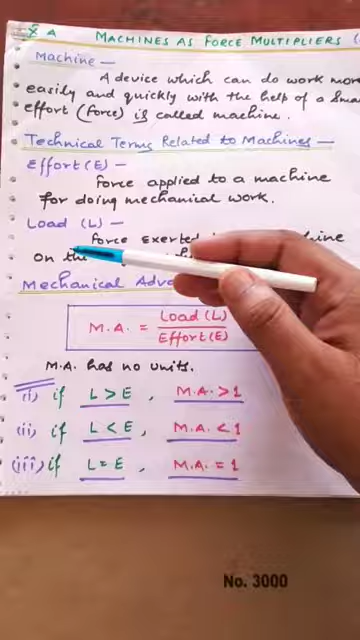 X A MACHINES AS FORCE MULTIPLIERS
Machine —
A device which can do work more
easily and quickly with the help of a
effort (force) is called machine.
Technical Terms Related to Machines —
Effort (E) —
Force applied to a machine
for doing mechanical work.
Load (L) —
Force exerted
on the
Mechanical
M.A. = Load (L)
Effort (E)
M.A. has no units.
(i) if L > E , M.A. > 1
(ii) if L < E , M.A. < 1
(iii) if L = E , M.A. = 1
No. 3000